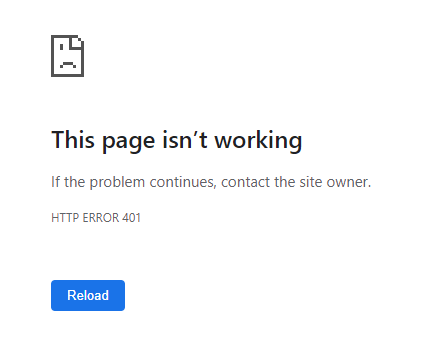 This page isn’t working
If the problem continues, contact the site owner.
HTTP ERROR 401
Reload